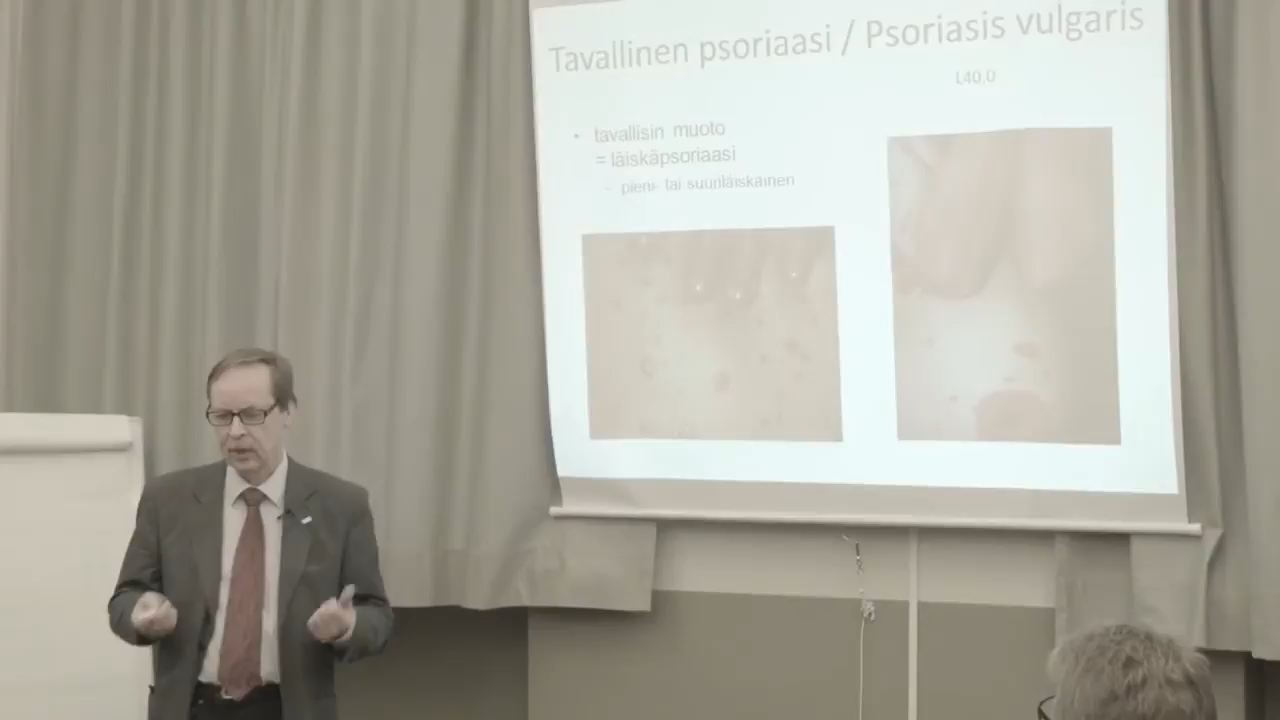 Tavallinen psoriaasi / Psoriasis vulgaris
L40.0
• tavallisin muoto
= läiskäpsoriaasi
- pieni- tai suuriläiskäinen